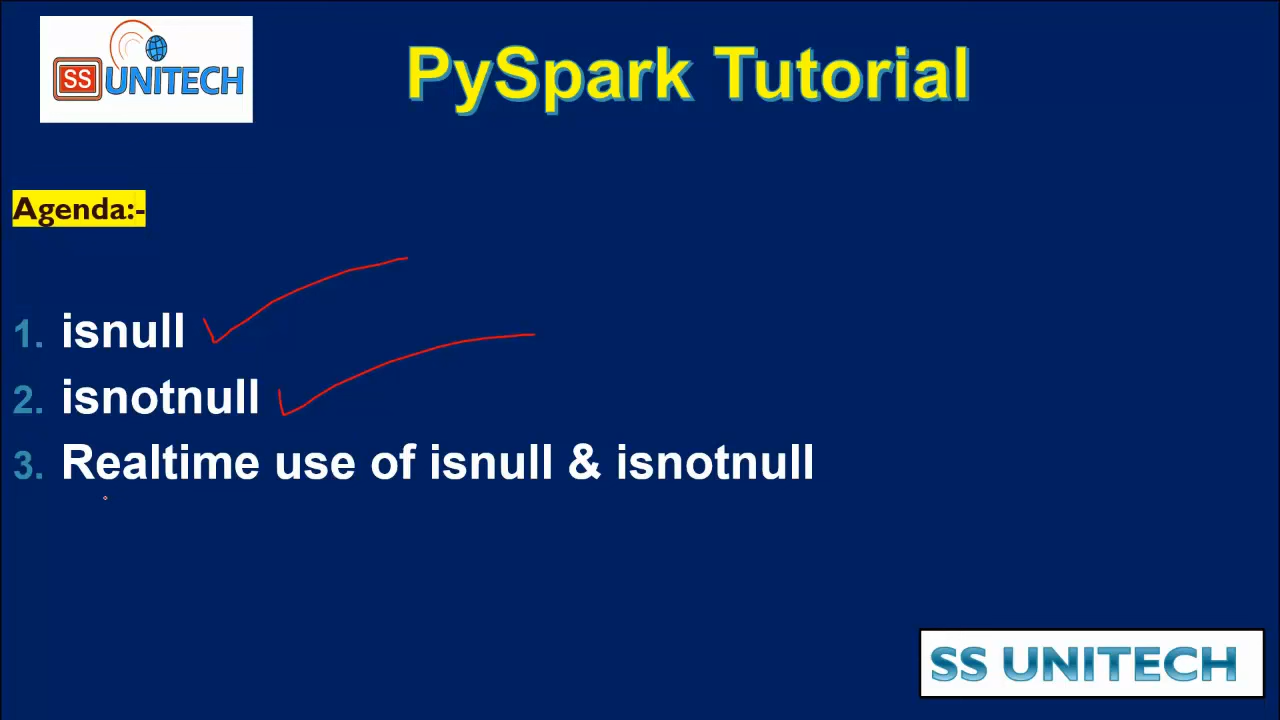 SS UNITECH
PySpark Tutorial
Agenda:-
1. isnull
2. isnotnull
3. Realtime use of isnull & isnotnull
SS UNITECH